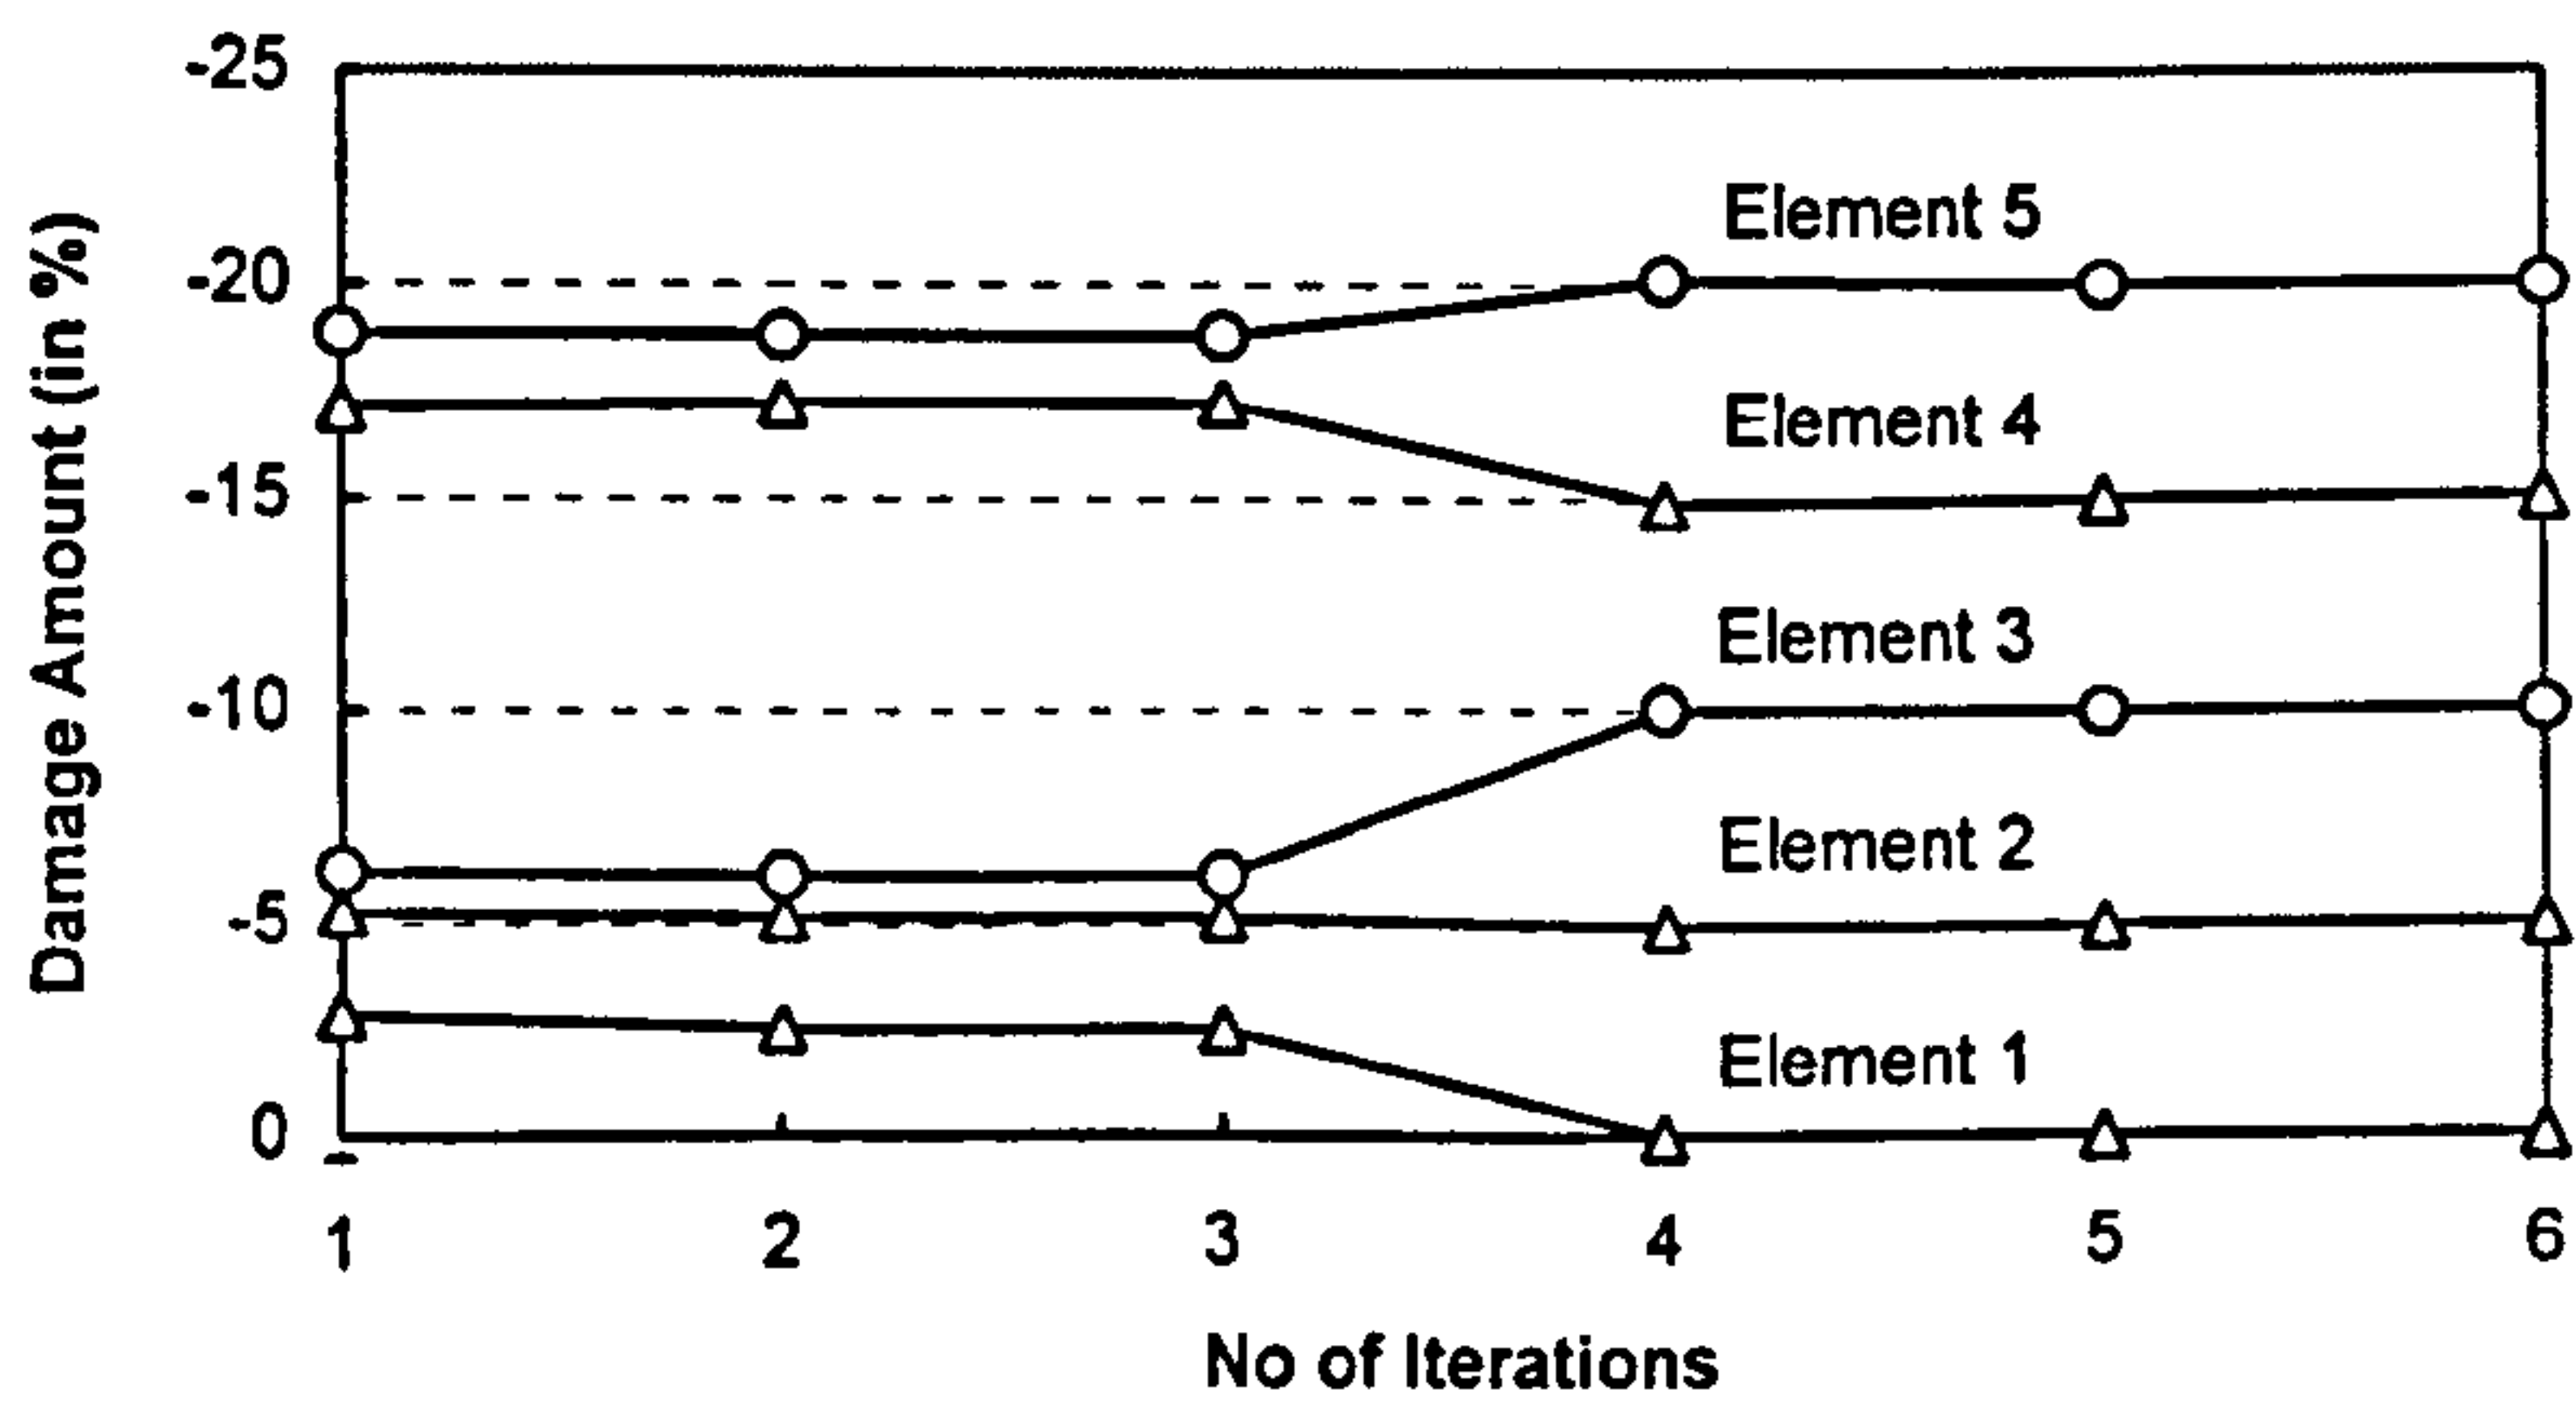 Damage Amount (in %)
-25
-20
-15
-10
-5
0
Element 5
Element 4
Element 3
Element 2
Element 1
1 2 3 4 5 6
No of Iterations